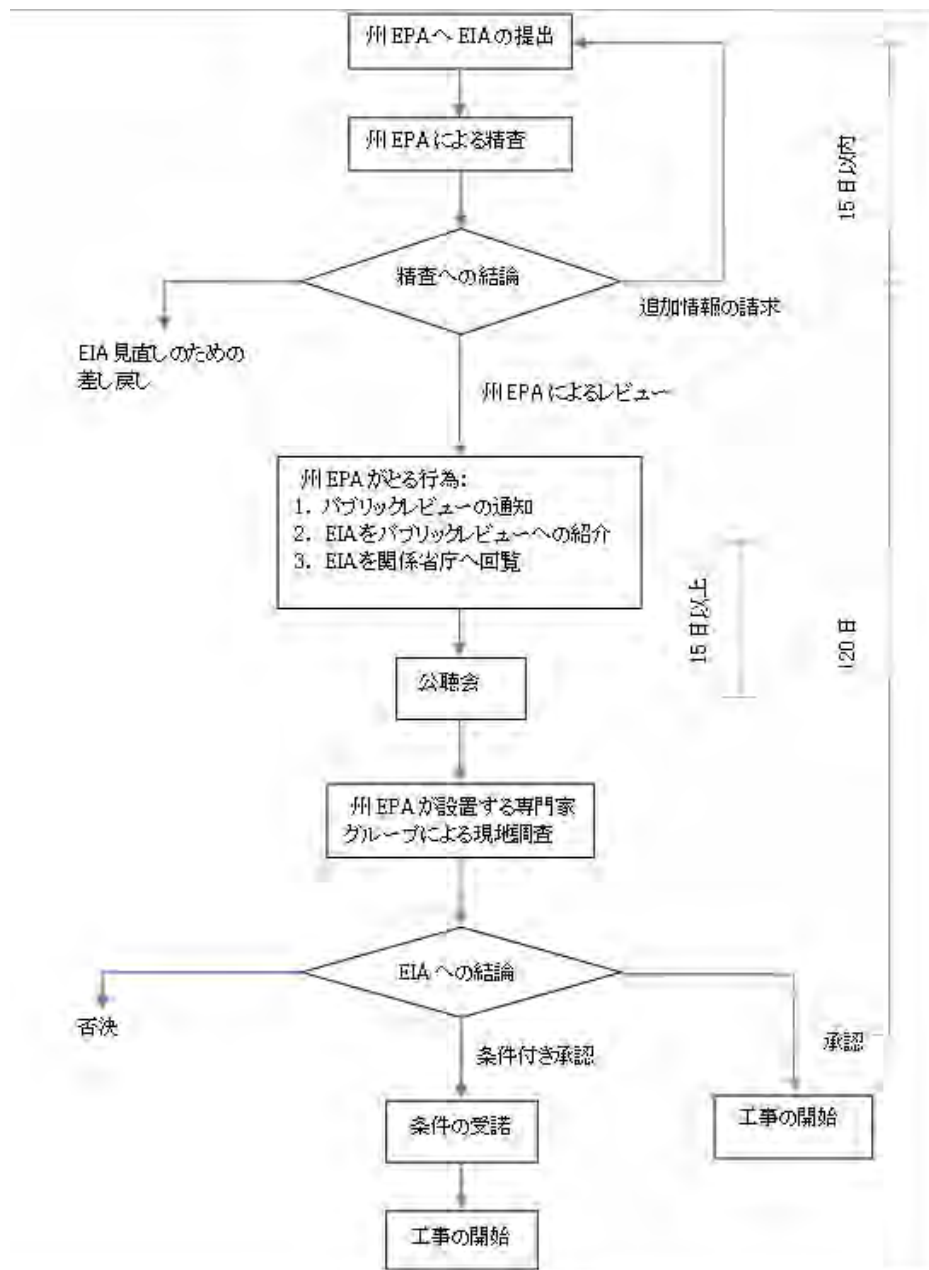 州EPAへEIAの提出
州EPAによる精査
15日以内
精査への結論
追加情報の請求
EIA見直しのための
差し戻し
州EPAによるレビュー
州EPAがとる行為:
1. パブリックレビューの通知
2. EIAをパブリックレビューへの紹介
3. EIAを関係省庁へ回覧
15日以上
120日
公聴会
州EPAが設置する専門家
グループによる現地調査
EIAへの結論
否決
条件付き承認
承認
条件の受諾
工事の開始
工事の開始